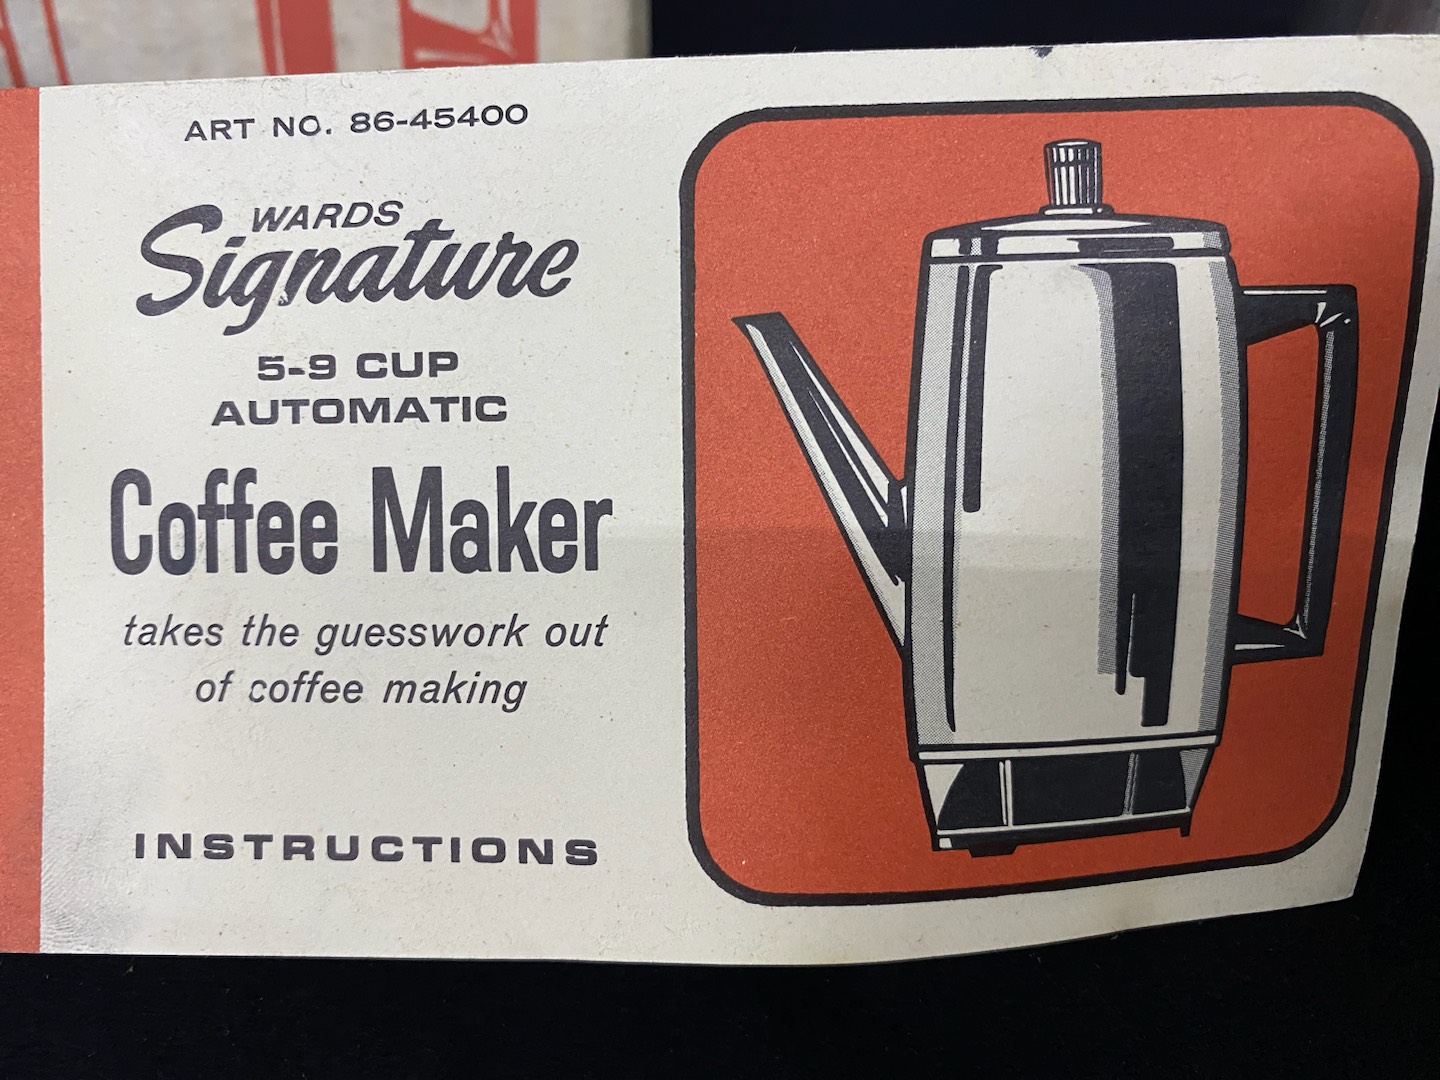 ART NO. 86-45400
WARDS
Signature
5-9 CUP
AUTOMATIC
Coffee Maker
takes the guesswork out
of coffee making
INSTRUCTIONS